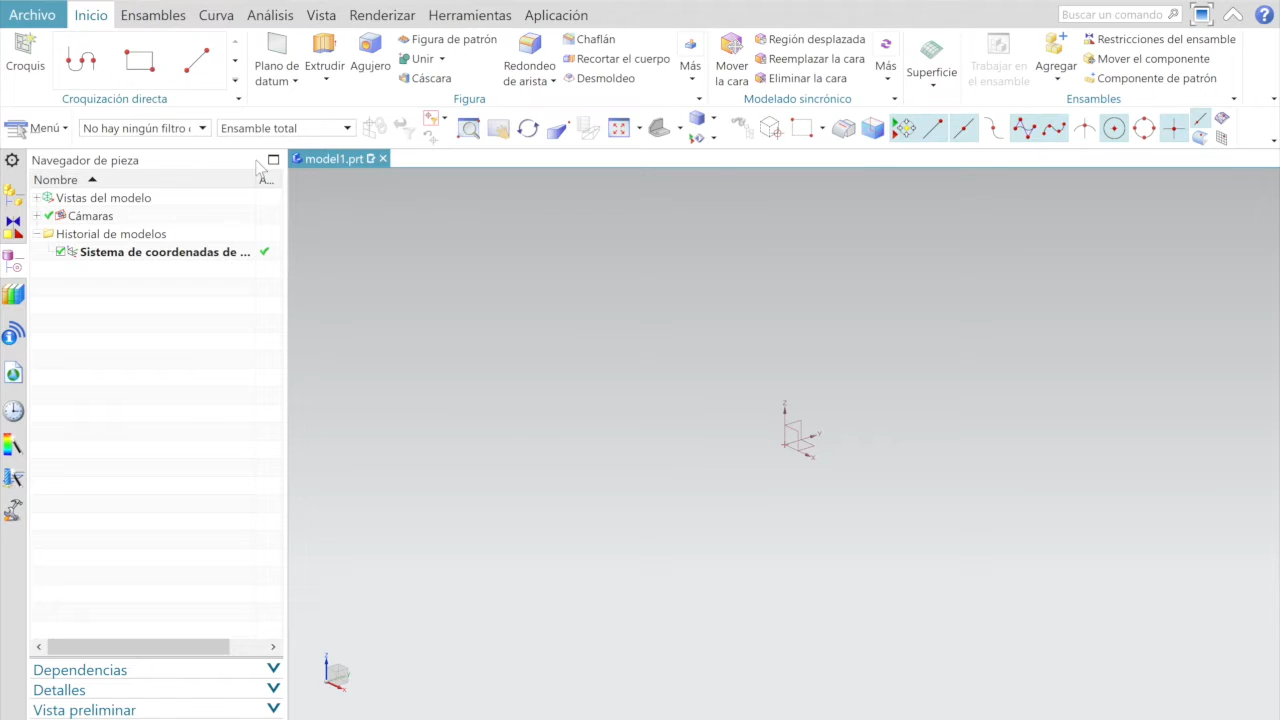 Archivo Inicio Ensambles Curva Análisis Vista Renderizar Herramientas Aplicación Buscar un comando
Croquis
Croquización directa
Plano de datum
Extrudir
Agujero
Figura de patrón
Unir
Cáscara
Redondeo de arista
Chaflán
Recortar el cuerpo
Desmoldeo
Más
Figura
Mover la cara
Región desplazada
Reemplazar la cara
Eliminar la cara
Más
Modelado sincrónico
Superficie
Trabajar en el ensamble
Agregar
Restricciones del ensamble
Mover el componente
Componente de patrón
Ensambles
Menú No hay ningún filtro Ensamble total
Navegador de pieza
model1.prt
Nombre A...
Vistas del modelo
Cámaras
Historial de modelos
Sistema de coordenadas de ...
Z
Y
X
Z
X
Dependencias
Detalles
Vista preliminar